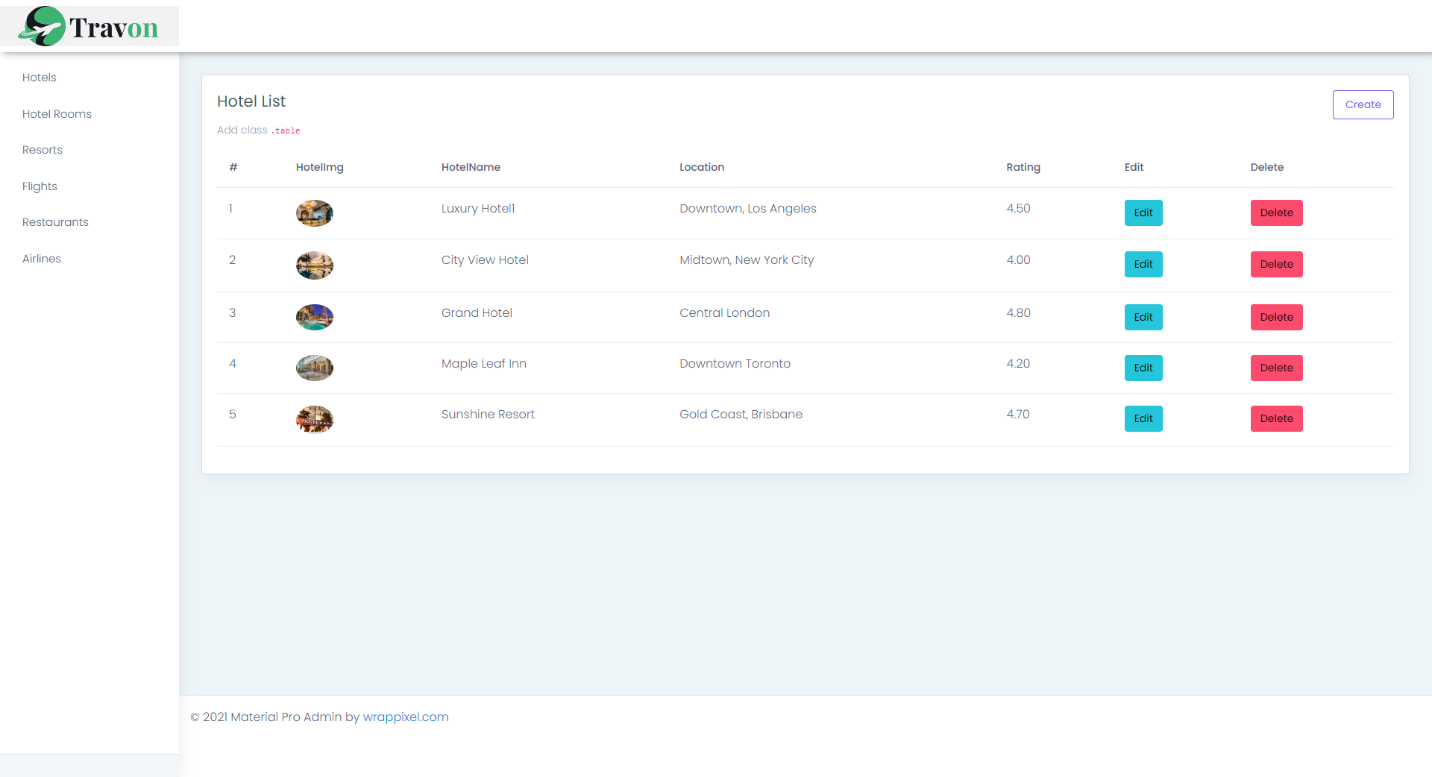 Travon
Hotels
Hotel Rooms
Resorts
Flights
Restaurants
Airlines
Hotel List
Create
Add class .table
# HotelImg HotelName Location Rating Edit Delete
1 Luxury Hotel1 Downtown, Los Angeles 4.50 Edit Delete
2 City View Hotel Midtown, New York City 4.00 Edit Delete
3 Grand Hotel Central London 4.80 Edit Delete
4 Maple Leaf Inn Downtown Toronto 4.20 Edit Delete
5 Sunshine Resort Gold Coast, Brisbane 4.70 Edit Delete
© 2021 Material Pro Admin by wrappixel.com